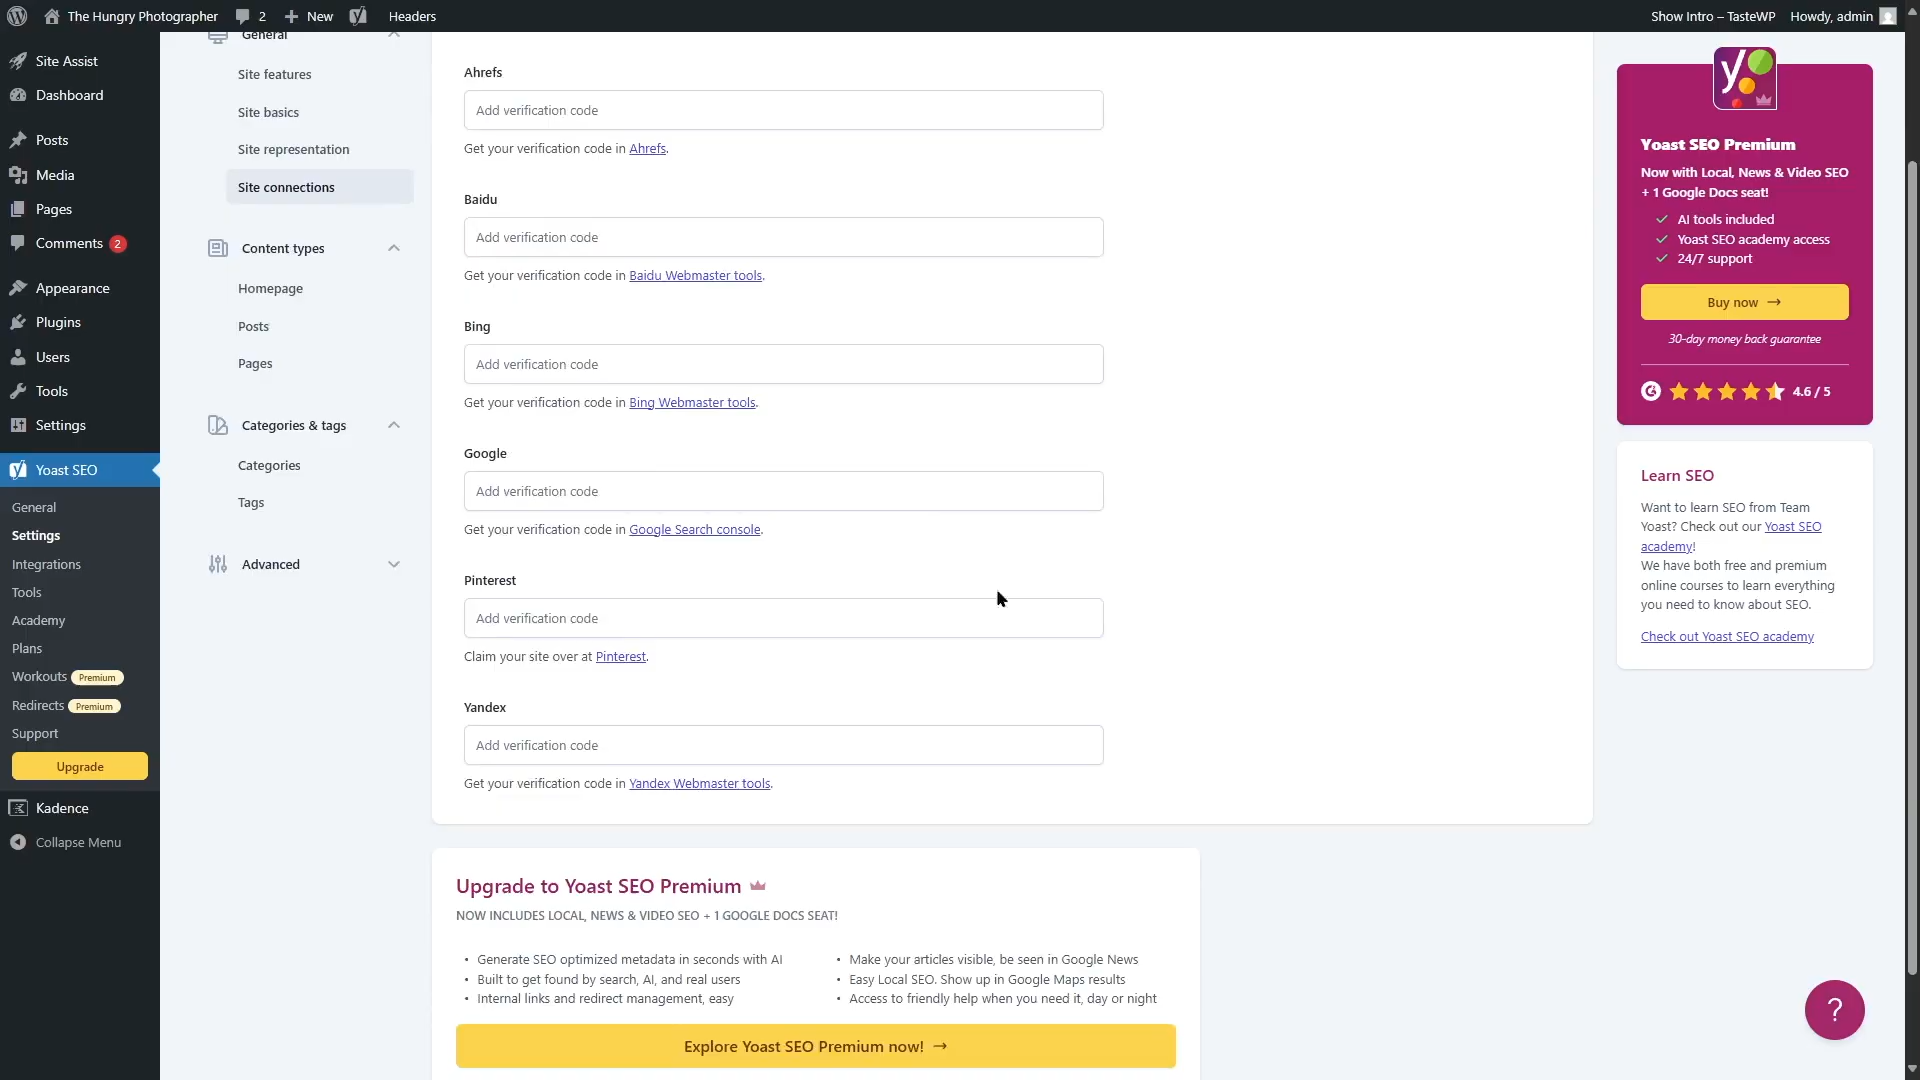 The Hungry Photographer
2
New
Headers
Show Intro – TasteWP
Howdy, admin
Site Assist
Dashboard
Posts
Media
Pages
Comments 2
Appearance
Plugins
Users
Tools
Settings
Yoast SEO
General
Settings
Integrations
Tools
Academy
Plans
Workouts Premium
Redirects Premium
Support
Upgrade
Kadence
Collapse Menu
General
Site features
Site basics
Site representation
Site connections
Content types
Homepage
Posts
Pages
Categories & tags
Categories
Tags
Advanced
Ahrefs
Add verification code
Get your verification code in Ahrefs.
Baidu
Add verification code
Get your verification code in Baidu Webmaster tools.
Bing
Add verification code
Get your verification code in Bing Webmaster tools.
Google
Add verification code
Get your verification code in Google Search console.
Pinterest
Add verification code
Claim your site over at Pinterest.
Yandex
Add verification code
Get your verification code in Yandex Webmaster tools.
Upgrade to Yoast SEO Premium
NOW INCLUDES LOCAL, NEWS & VIDEO SEO + 1 GOOGLE DOCS SEAT!
• Generate SEO optimized metadata in seconds with AI
• Built to get found by search, AI, and real users
• Internal links and redirect management, easy
• Make your articles visible, be seen in Google News
• Easy Local SEO. Show up in Google Maps results
• Access to friendly help when you need it, day or night
Explore Yoast SEO Premium now! →
y
Yoast SEO Premium
Now with Local, News & Video SEO
+ 1 Google Docs seat!
AI tools included
Yoast SEO academy access
24/7 support
Buy now →
30-day money back guarantee
4.6 / 5
Learn SEO
Want to learn SEO from Team
Yoast? Check out our Yoast SEO
academy!
We have both free and premium
online courses to learn everything
you need to know about SEO.
Check out Yoast SEO academy
?